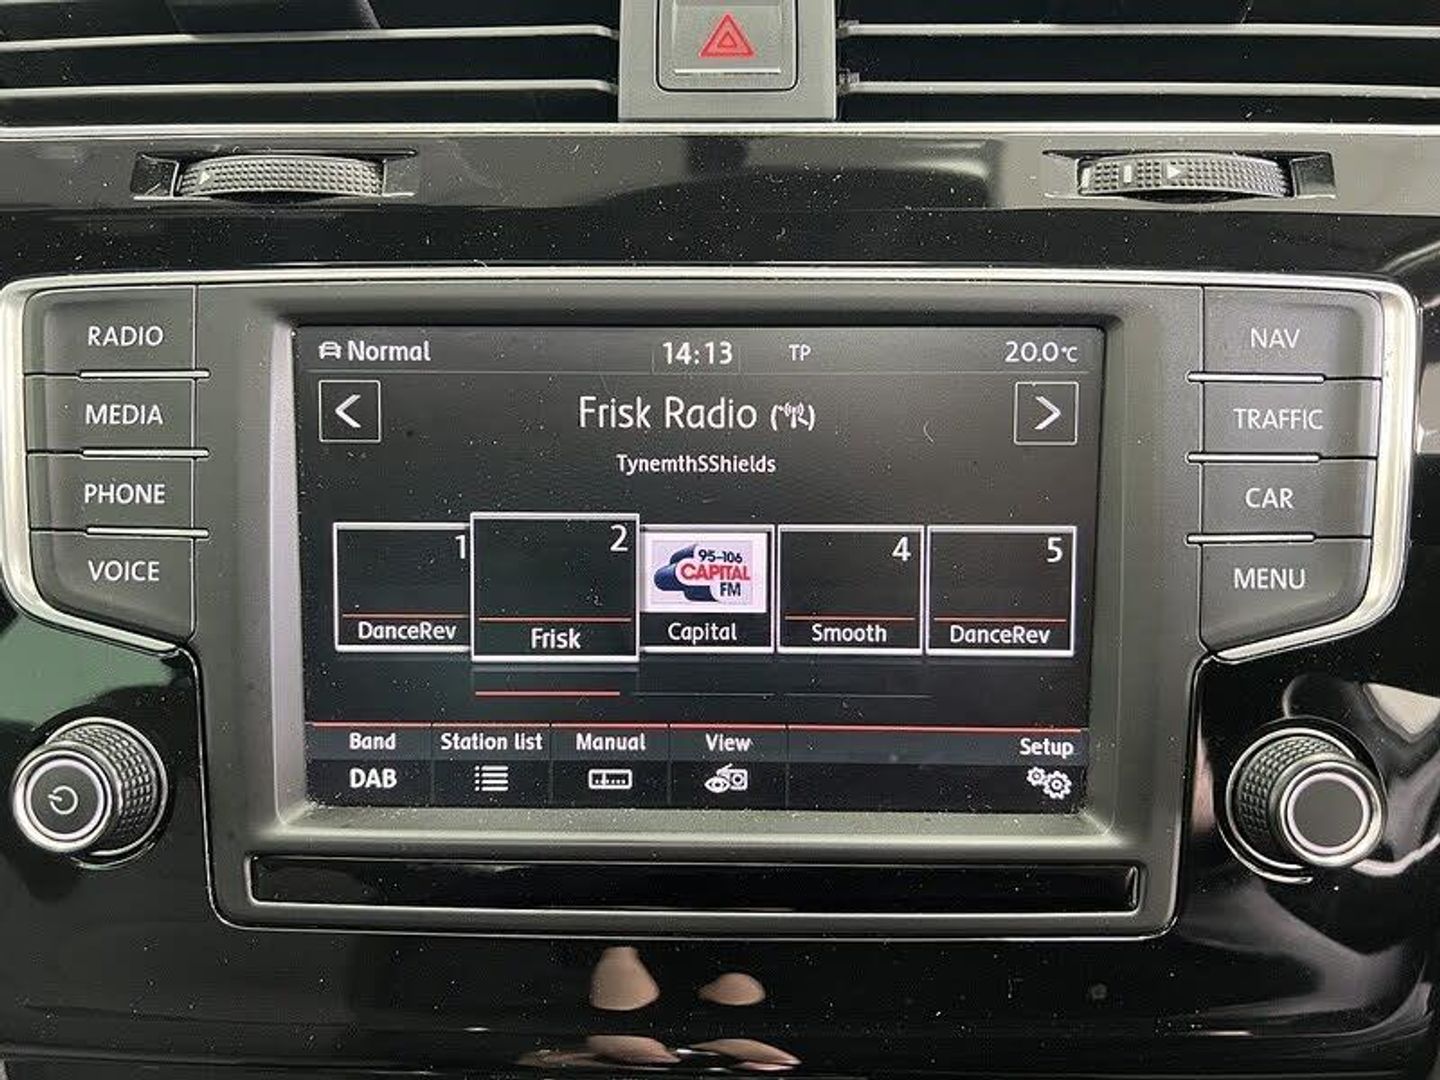 RADIO
MEDIA
PHONE
VOICE
Normal
14:13
TP
20.0°C
Frisk Radio
TynemthSShields
1
DanceRev
2
Frisk
95-106
CAPITAL
FM
Capital
4
Smooth
5
DanceRev
Band
DAB
Station list
Manual
View
Setup
NAV
TRAFFIC
CAR
MENU